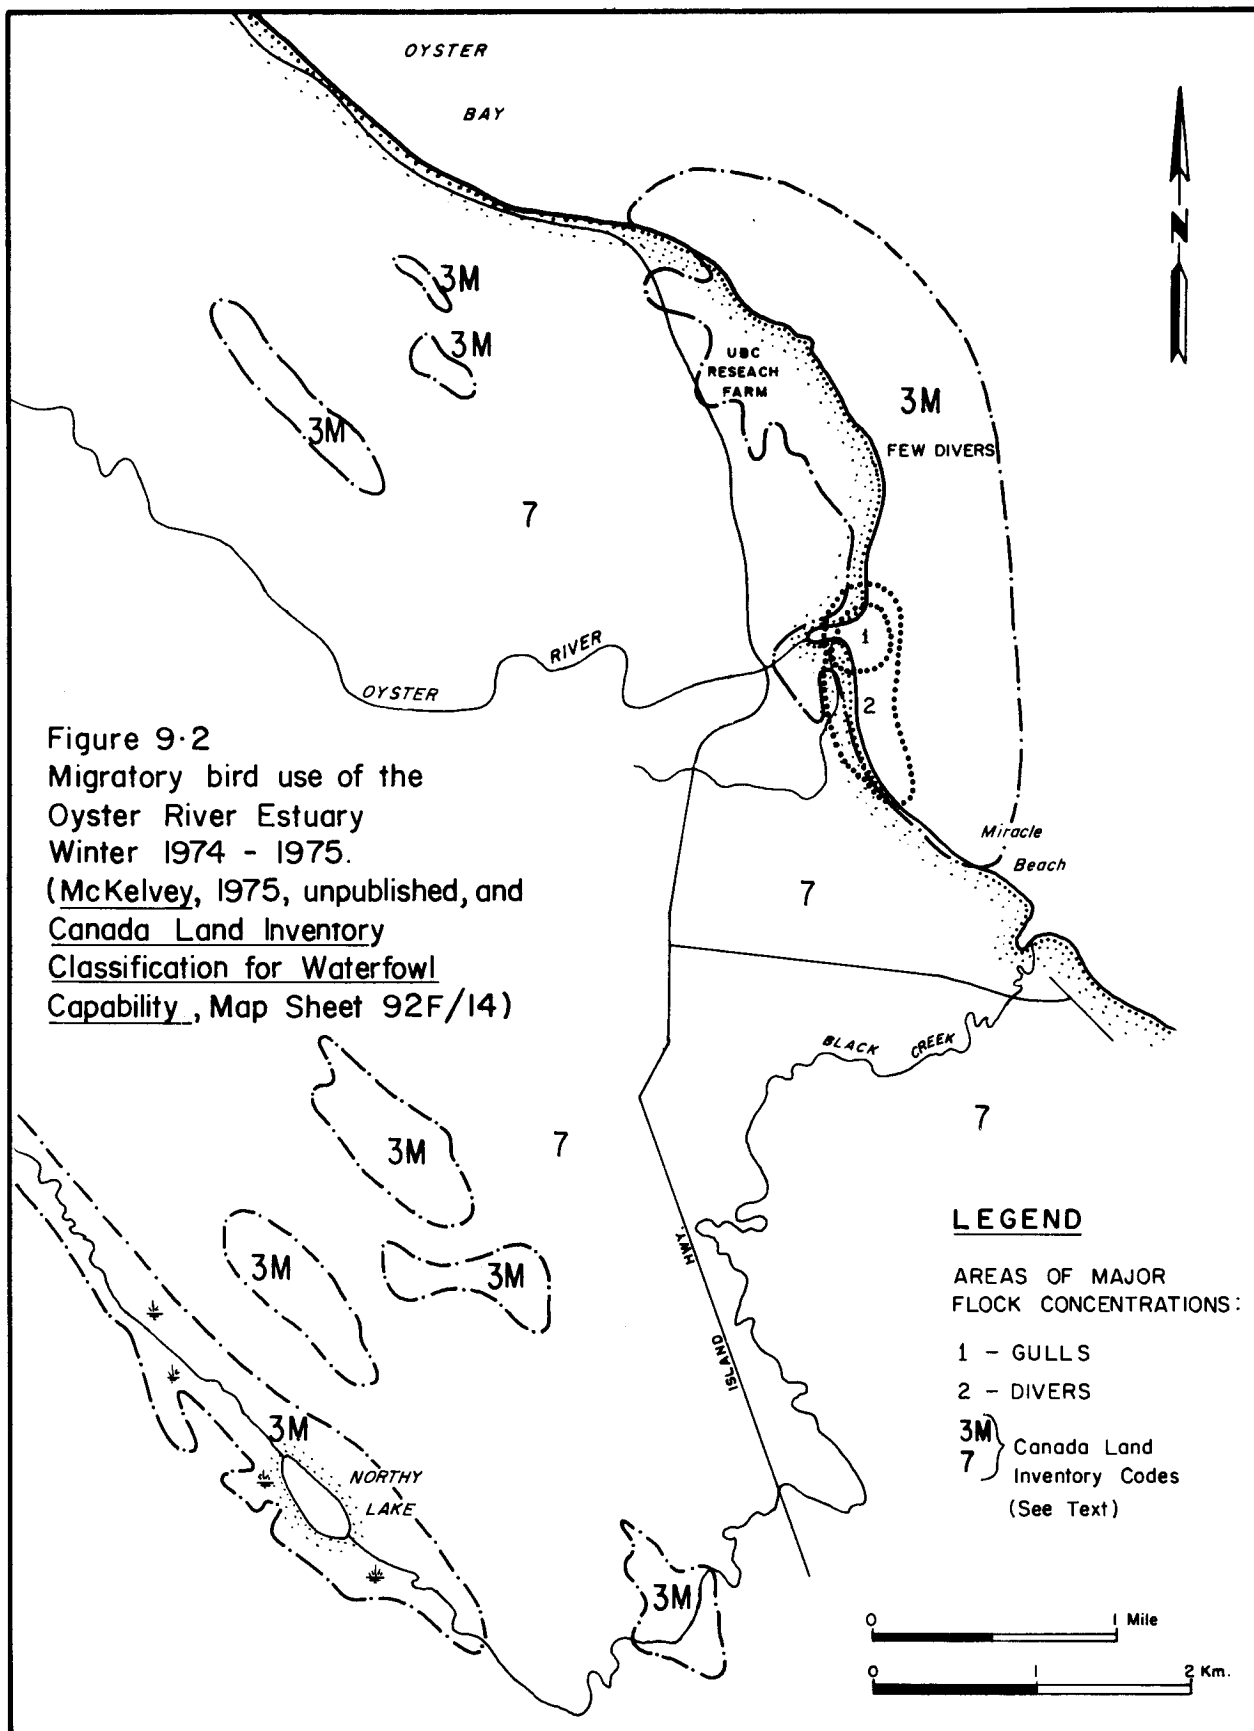 OYSTER
BAY
N
3M
3M
3M
UBC
RESEACH
FARM
3M
FEW DIVERS
7
1
2
OYSTER RIVER
Figure 9·2
Migratory bird use of the
Oyster River Estuary
Winter 1974 - 1975.
(McKelvey, 1975, unpublished, and
Canada Land Inventory
Classification for Waterfowl
Capability, Map Sheet 92F/14)
Miracle
Beach
7
BLACK CREEK
7
7
3M
3M
3M
ISLAND HWY.
3M
NORTHY
LAKE
3M
LEGEND
AREAS OF MAJOR
FLOCK CONCENTRATIONS:
1 - GULLS
2 - DIVERS
3M
7
Canada Land
Inventory Codes
(See Text)
0 1 Mile
0 1 2 Km.